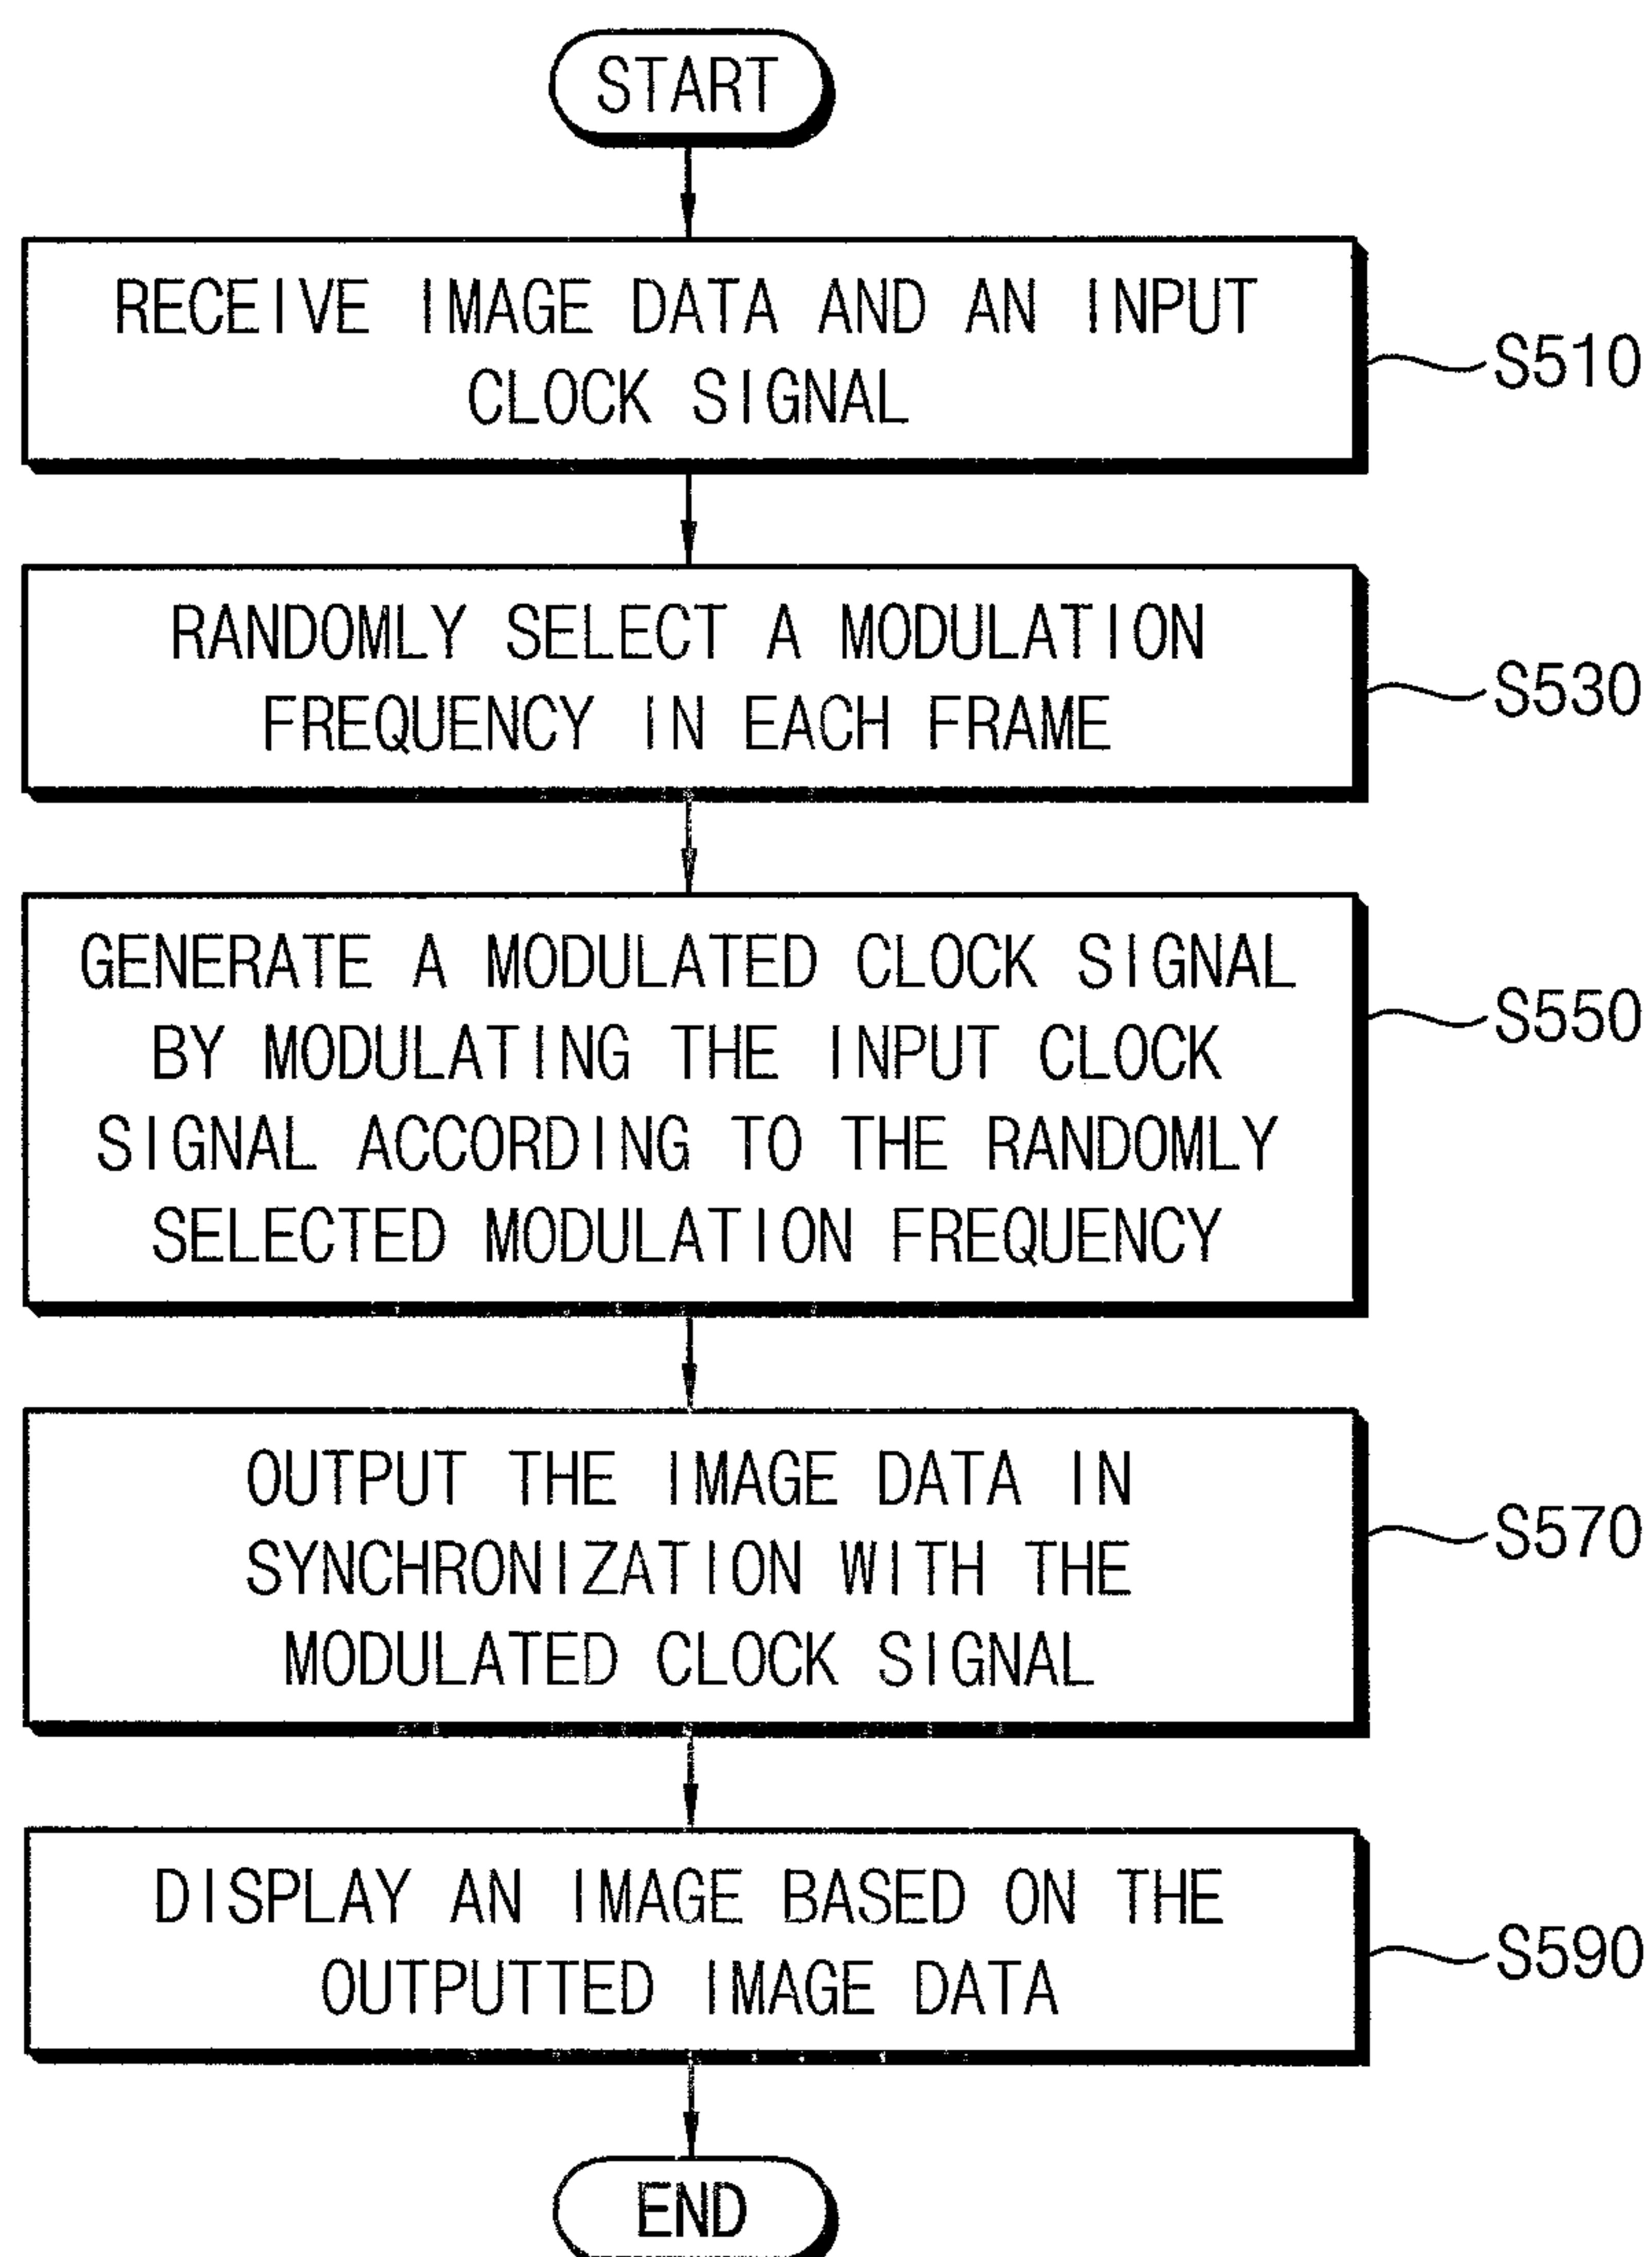 START
RECEIVE IMAGE DATA AND AN INPUT
CLOCK SIGNAL
S510
RANDOMLY SELECT A MODULATION
FREQUENCY IN EACH FRAME
S530
GENERATE A MODULATED CLOCK SIGNAL
BY MODULATING THE INPUT CLOCK
SIGNAL ACCORDING TO THE RANDOMLY
SELECTED MODULATION FREQUENCY
S550
OUTPUT THE IMAGE DATA IN
SYNCHRONIZATION WITH THE
MODULATED CLOCK SIGNAL
S570
DISPLAY AN IMAGE BASED ON THE
OUTPUTTED IMAGE DATA
S590
END